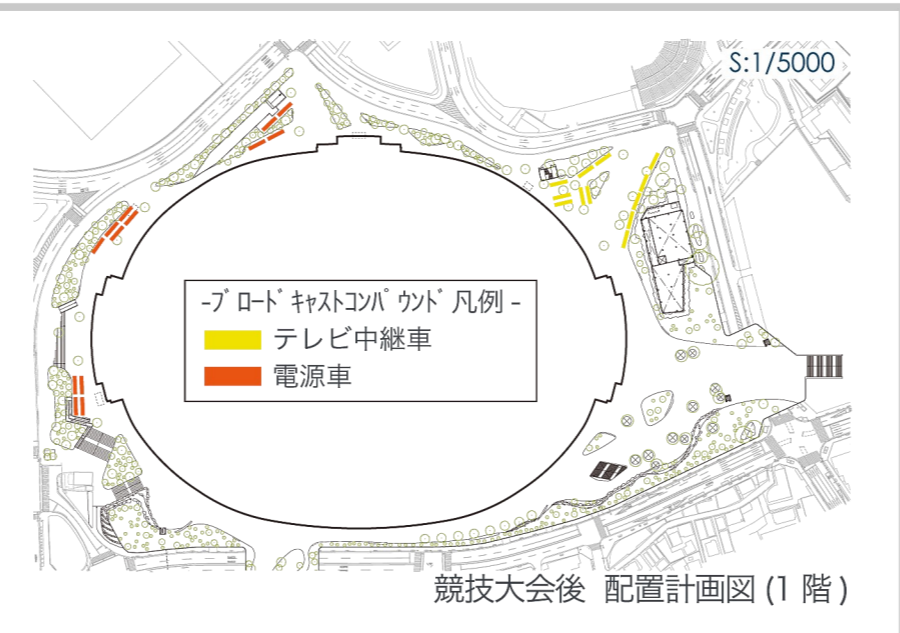 S:1/5000
-ﾌﾞﾛｰﾄﾞｷｬｽﾄｺﾝﾊﾟｳﾝﾄﾞ 凡例 -
テレビ中継車
電源車
競技大会後 配置計画図 (1 階 )